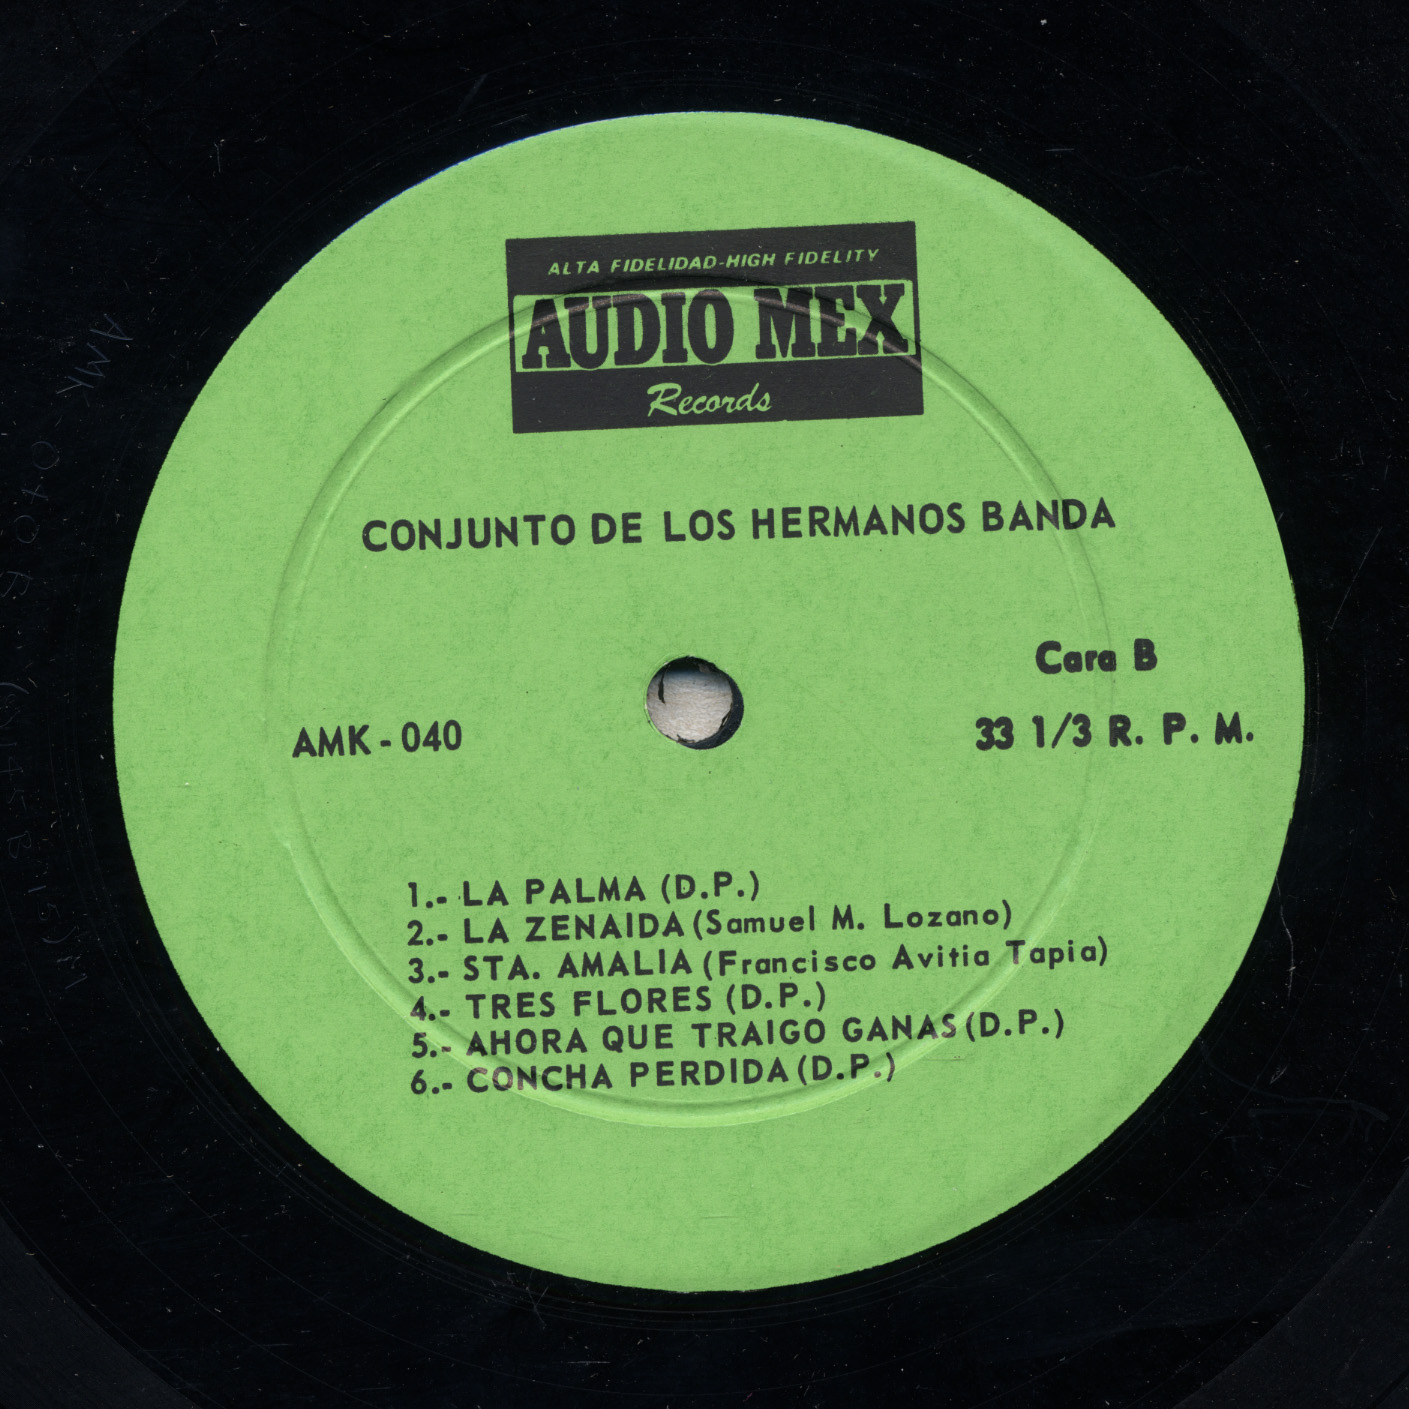 ALTA FIDELIDAD-HIGH FIDELITY
AUDIO MEX
Records
CONJUNTO DE LOS HERMANOS BANDA
Cara B
AMK - 040
33 1/3 R. P. M.
1.- LA PALMA (D.P.)
2.- LA ZENAIDA (Samuel M. Lozano)
3.- STA. AMALIA (Francisco Avitia Tapia)
4.- TRES FLORES (D.P.)
5.- AHORA QUE TRAIGO GANAS (D.P.)
6.- CONCHA PERDIDA (D.P.)
AMK